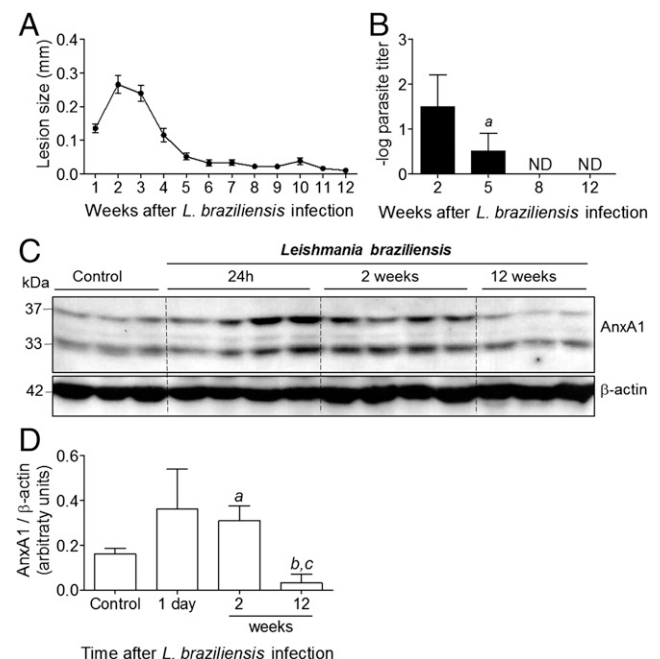 A
Lesion size (mm)
0.4
0.3
0.2
0.1
0.0
1 2 3 4 5 6 7 8 9 10 11 12
Weeks after L. braziliensis infection
B
-log parasite titer
3
2
1
0
a
ND ND
2 5 8 12
Weeks after L. braziliensis infection
C
Leishmania braziliensis
kDa Control 24h 2 weeks 12 weeks
37
AnxA1
33
42 β-actin
D
AnxA1 / β-actin
(arbitraty units)
0.6
0.4
0.2
0.0
a
b,c
Control 1 day 2 12
weeks
Time after L. braziliensis infection